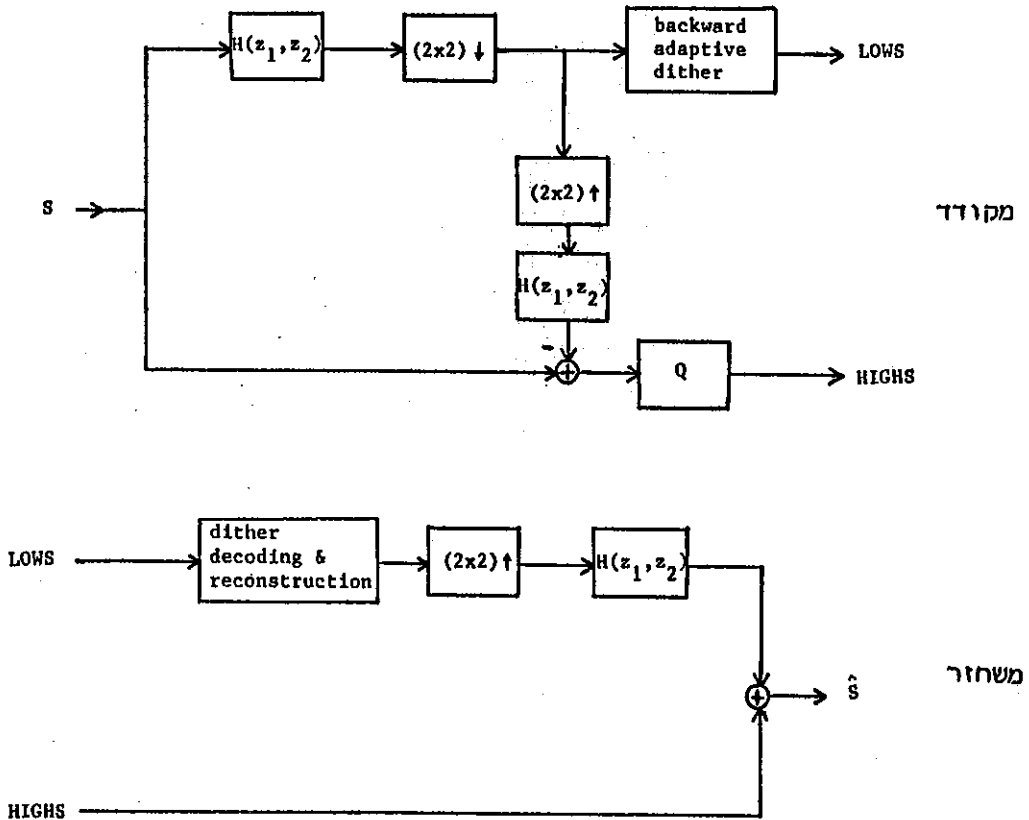 H(z₁,z₂)
(2x2) ↓
backward
adaptive
dither
LOWS
(2x2) ↑
S
מקודד
H(z₁,z₂)
-
+
Q
HIGHS
LOWS
dither
decoding &
reconstruction
(2x2) ↑
H(z₁,z₂)
משחזר
+
Ŝ
HIGHS